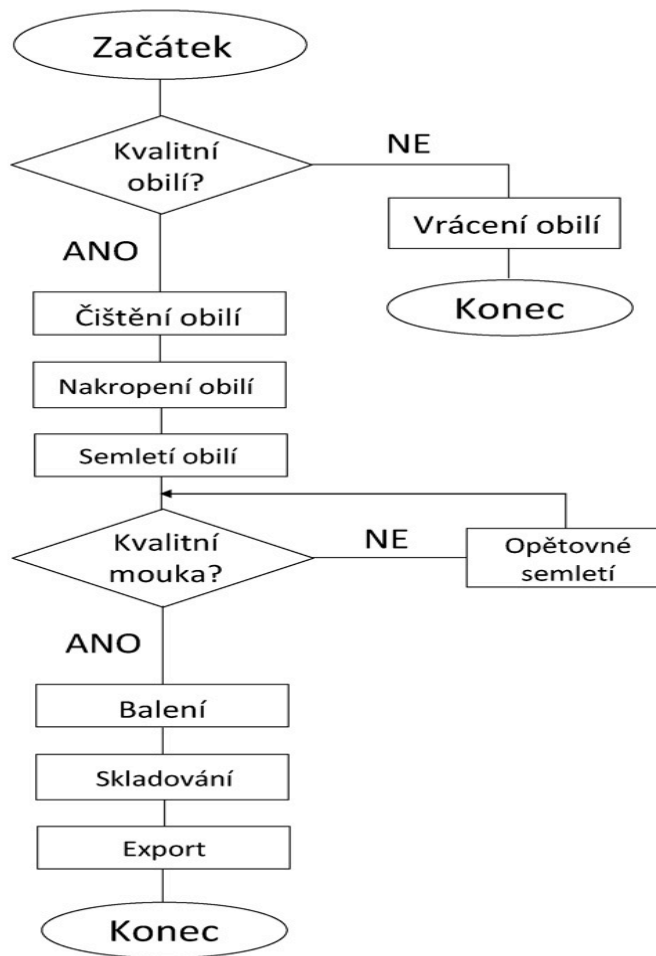 Začátek
Kvalitní
obilí?
NE
Vrácení obilí
Konec
ANO
Čištění obilí
Nakropení obilí
Semletí obilí
Kvalitní
mouka?
NE
Opětovné
semletí
ANO
Balení
Skladování
Export
Konec